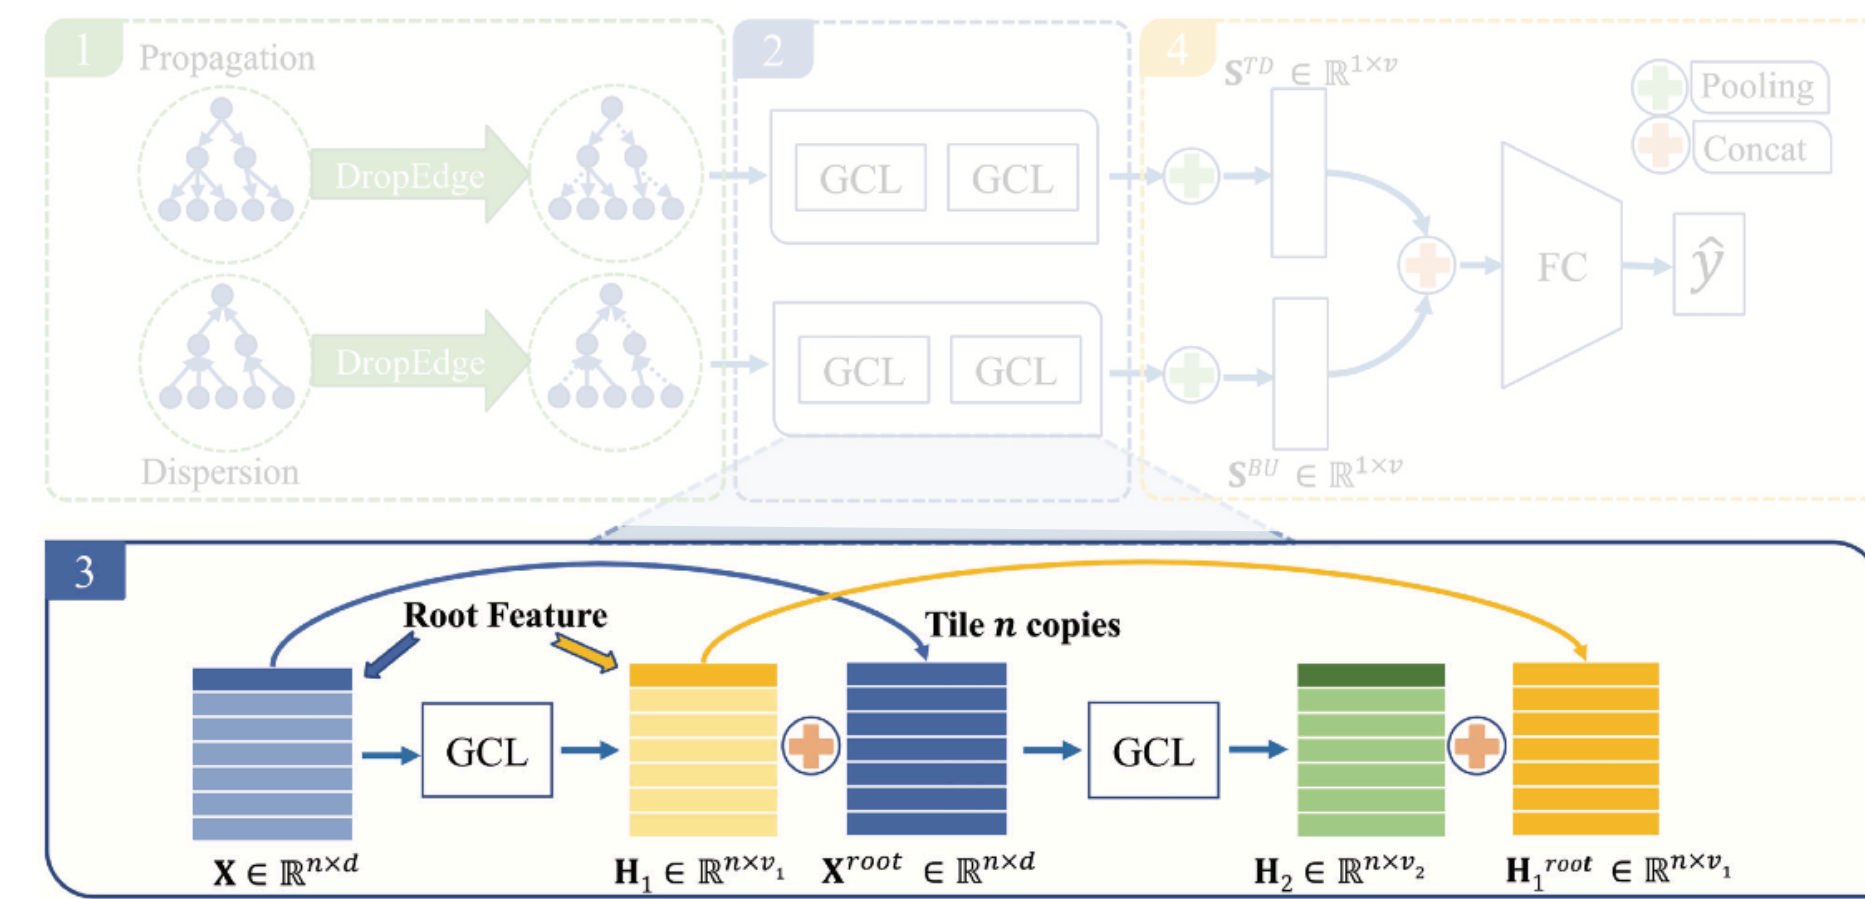 1
Propagation
DropEdge
DropEdge
Dispersion
2
GCL GCL
GCL GCL
4
𝐒^{TD} ∈ ℝ^{1×v}
Pooling
Concat
FC
ŷ
𝐒^{BU} ∈ ℝ^{1×v}
3
Root Feature
Tile n copies
GCL
GCL
𝐗 ∈ ℝ^{n×d}
𝐇_1 ∈ ℝ^{n×v_1}
𝐗^{root} ∈ ℝ^{n×d}
𝐇_2 ∈ ℝ^{n×v_2}
𝐇_1^{root} ∈ ℝ^{n×v_1}